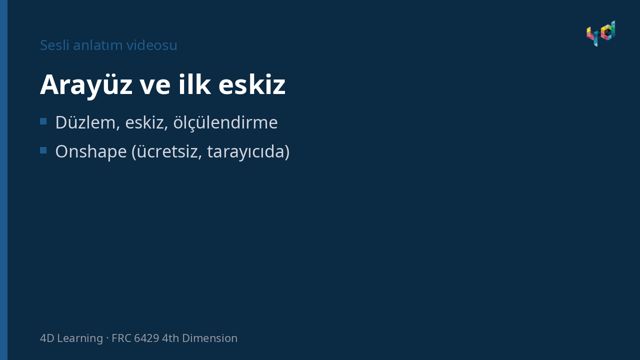 Sesli anlatım videosu
Arayüz ve ilk eskiz
Düzlem, eskiz, ölçülendirme
Onshape (ücretsiz, tarayıcıda)
4D Learning · FRC 6429 4th Dimension